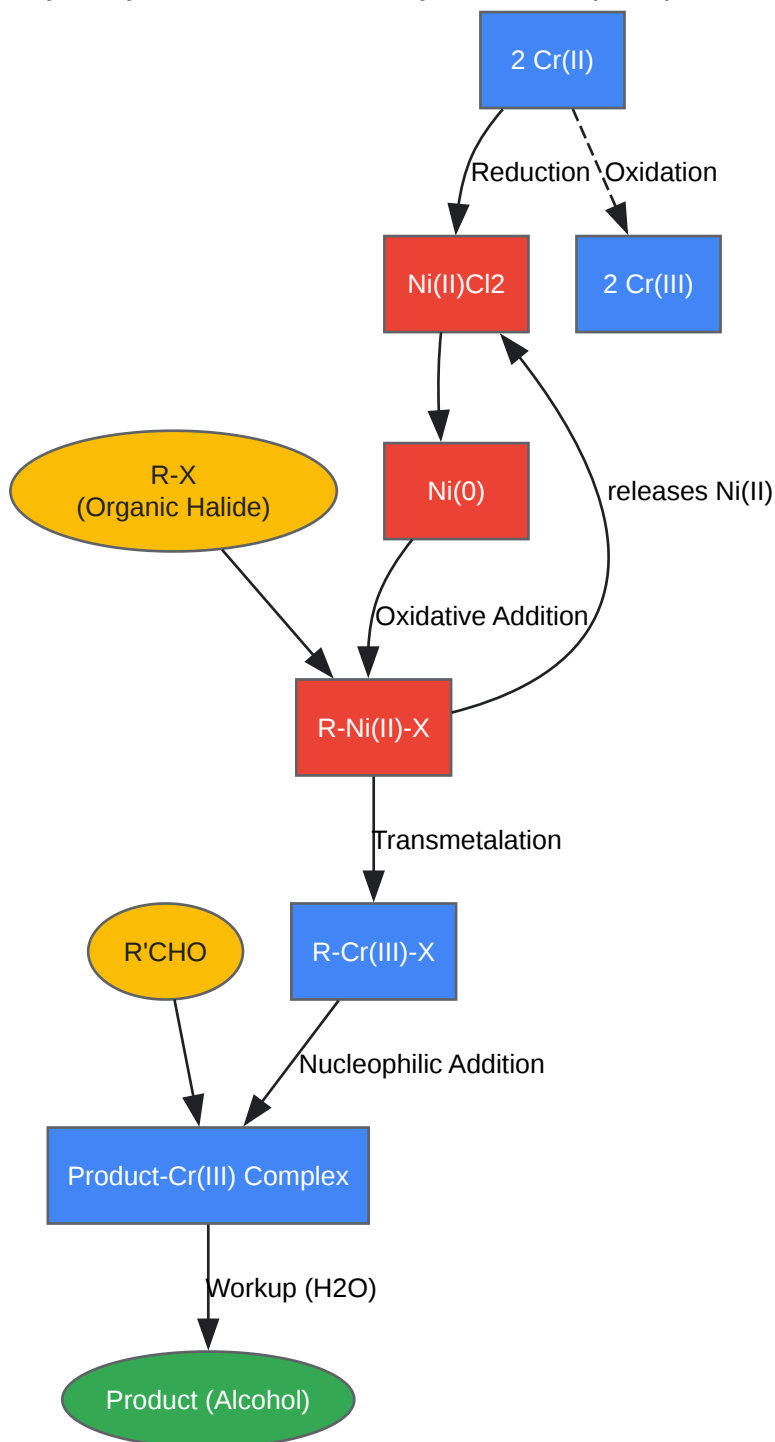 2 Cr(II)
Reduction
Oxidation
Ni(II)Cl2
2 Cr(III)
R-X
(Organic Halide)
Ni(0)
releases Ni(II)
Oxidative Addition
R-Ni(II)-X
Transmetalation
R'CHO
R-Cr(III)-X
Nucleophilic Addition
Product-Cr(III) Complex
Workup (H2O)
Product (Alcohol)